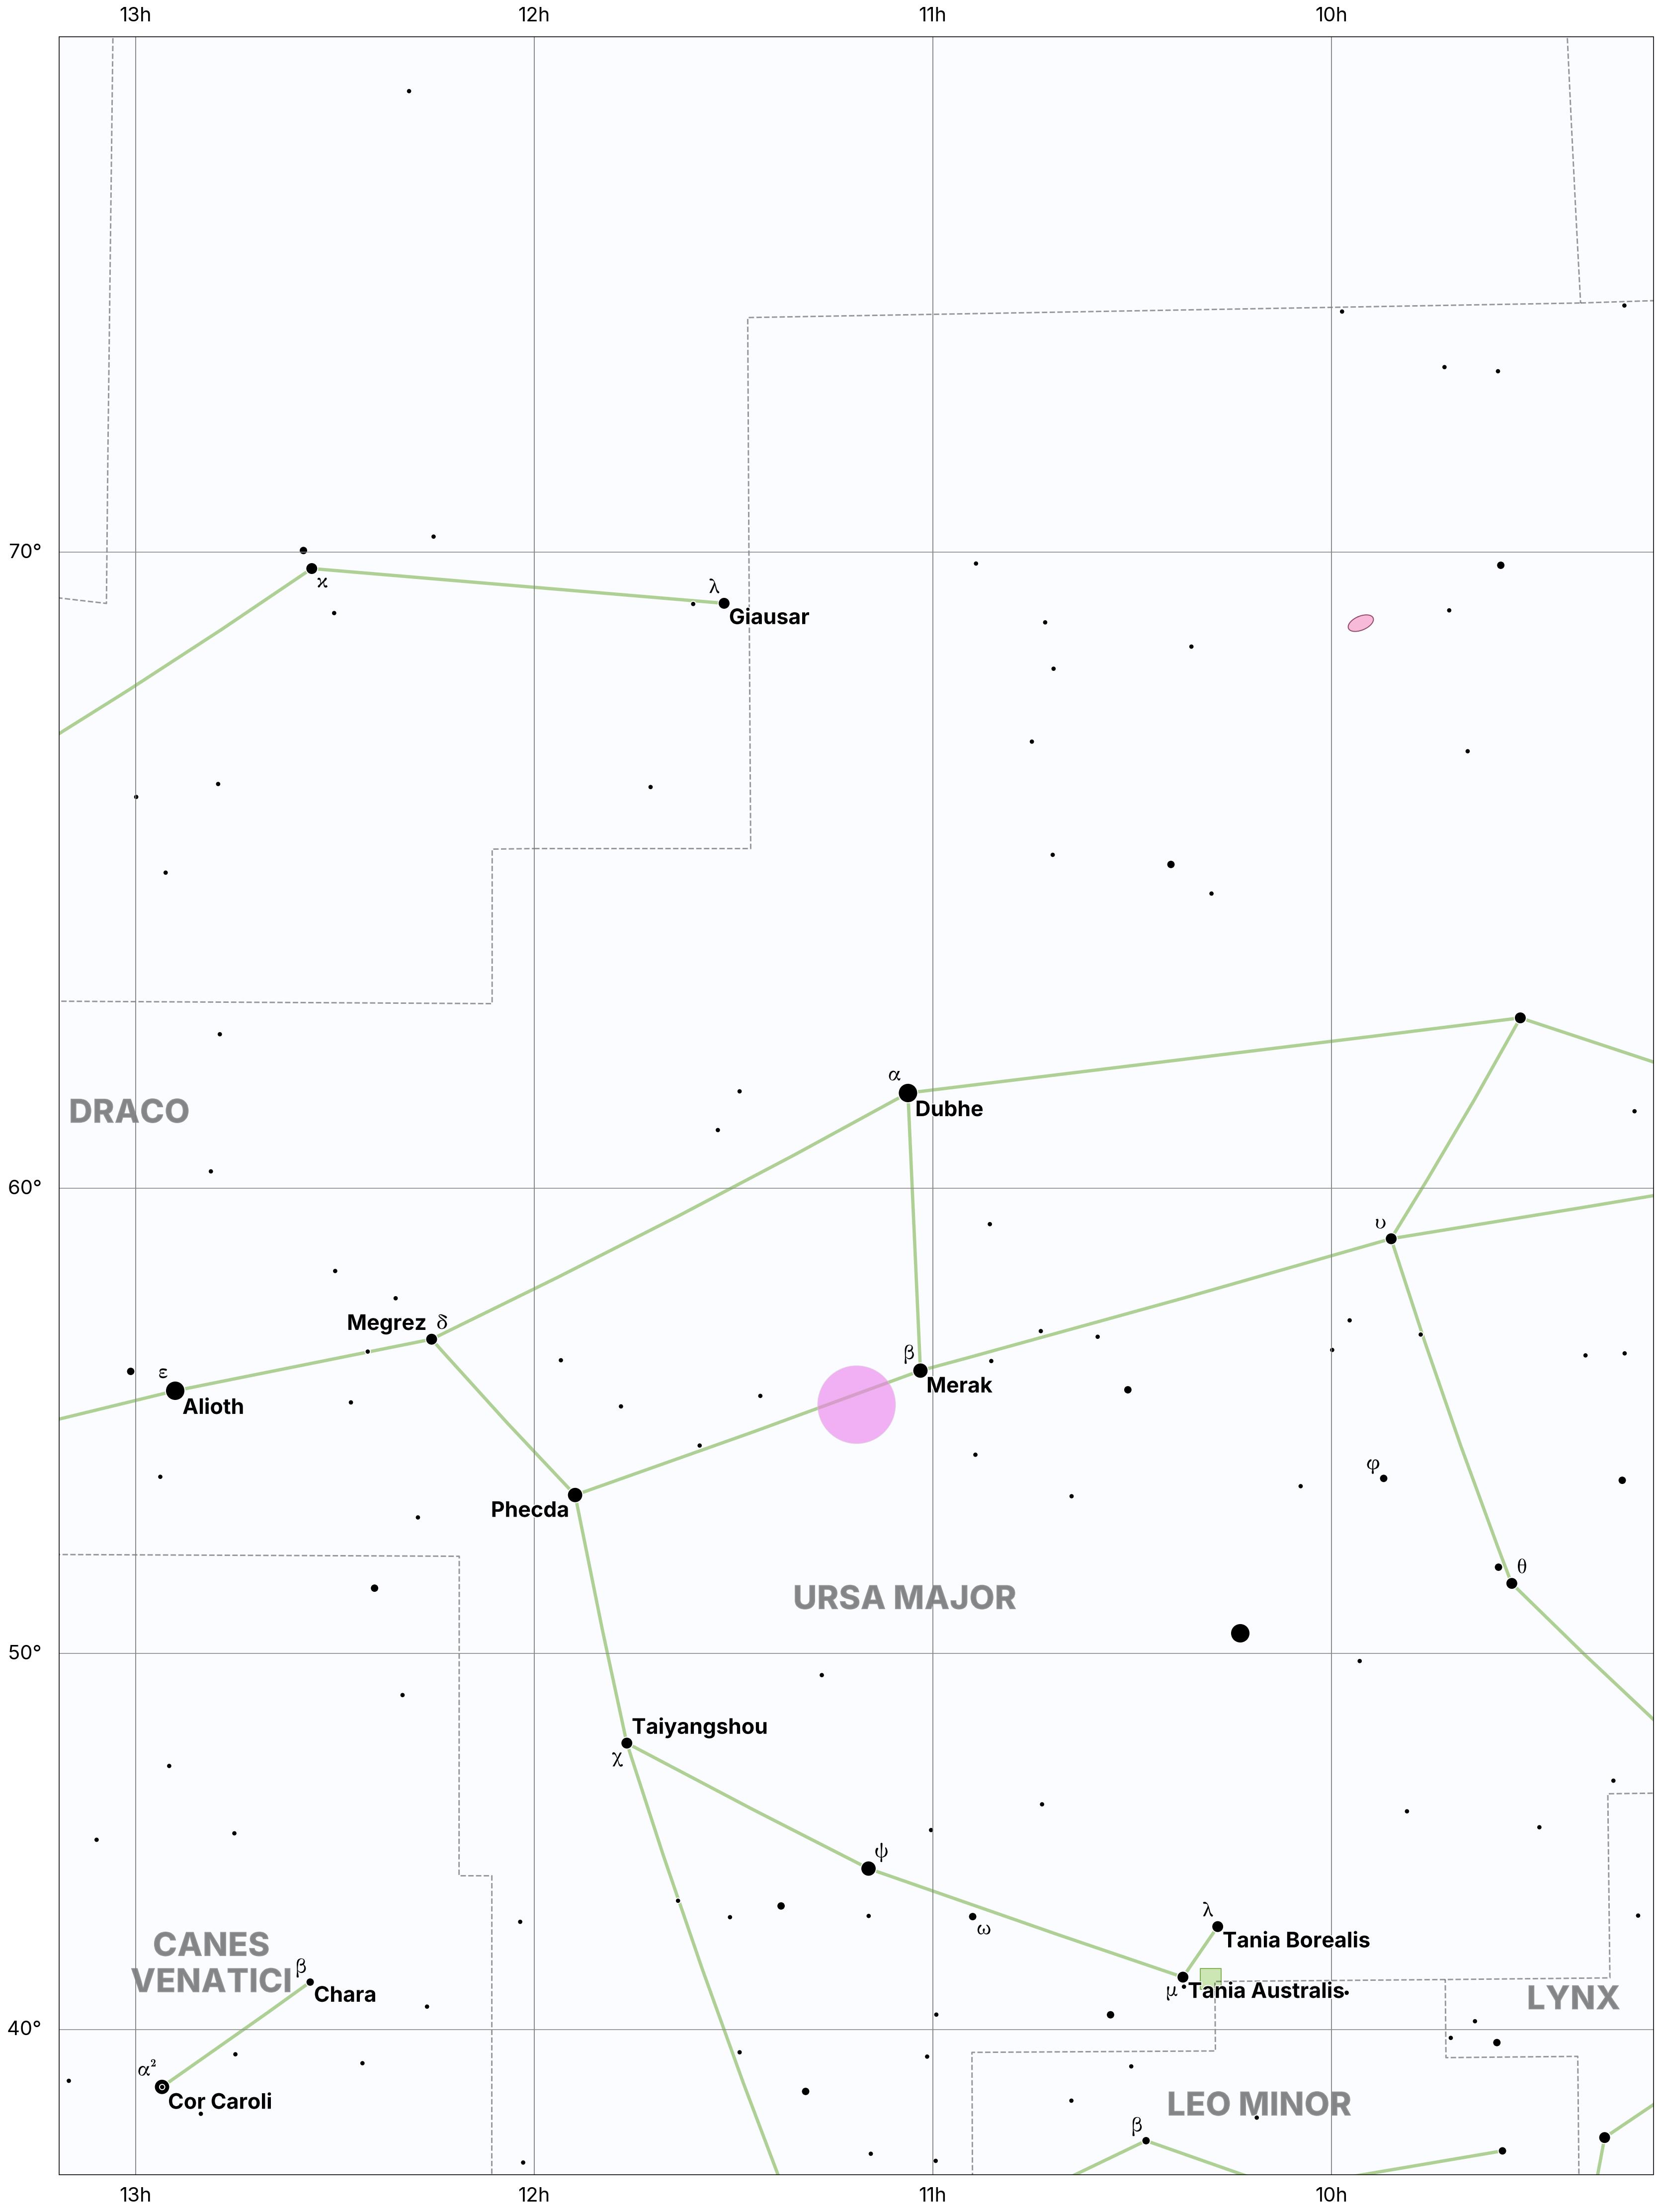 13h 12h 11h 10h
70°
ϰ
λ
Giausar
DRACO
α
Dubhe
60°
υ
Megrez δ
β
Merak
ε
Alioth
φ
Phecda
θ
URSA MAJOR
50°
Taiyangshou
χ
ψ
λ
ω
Tania Borealis
CANES
VENATICI
β
Chara
μ Tania Australis
LYNX
40°
α²
Cor Caroli
LEO MINOR
β
13h 12h 11h 10h